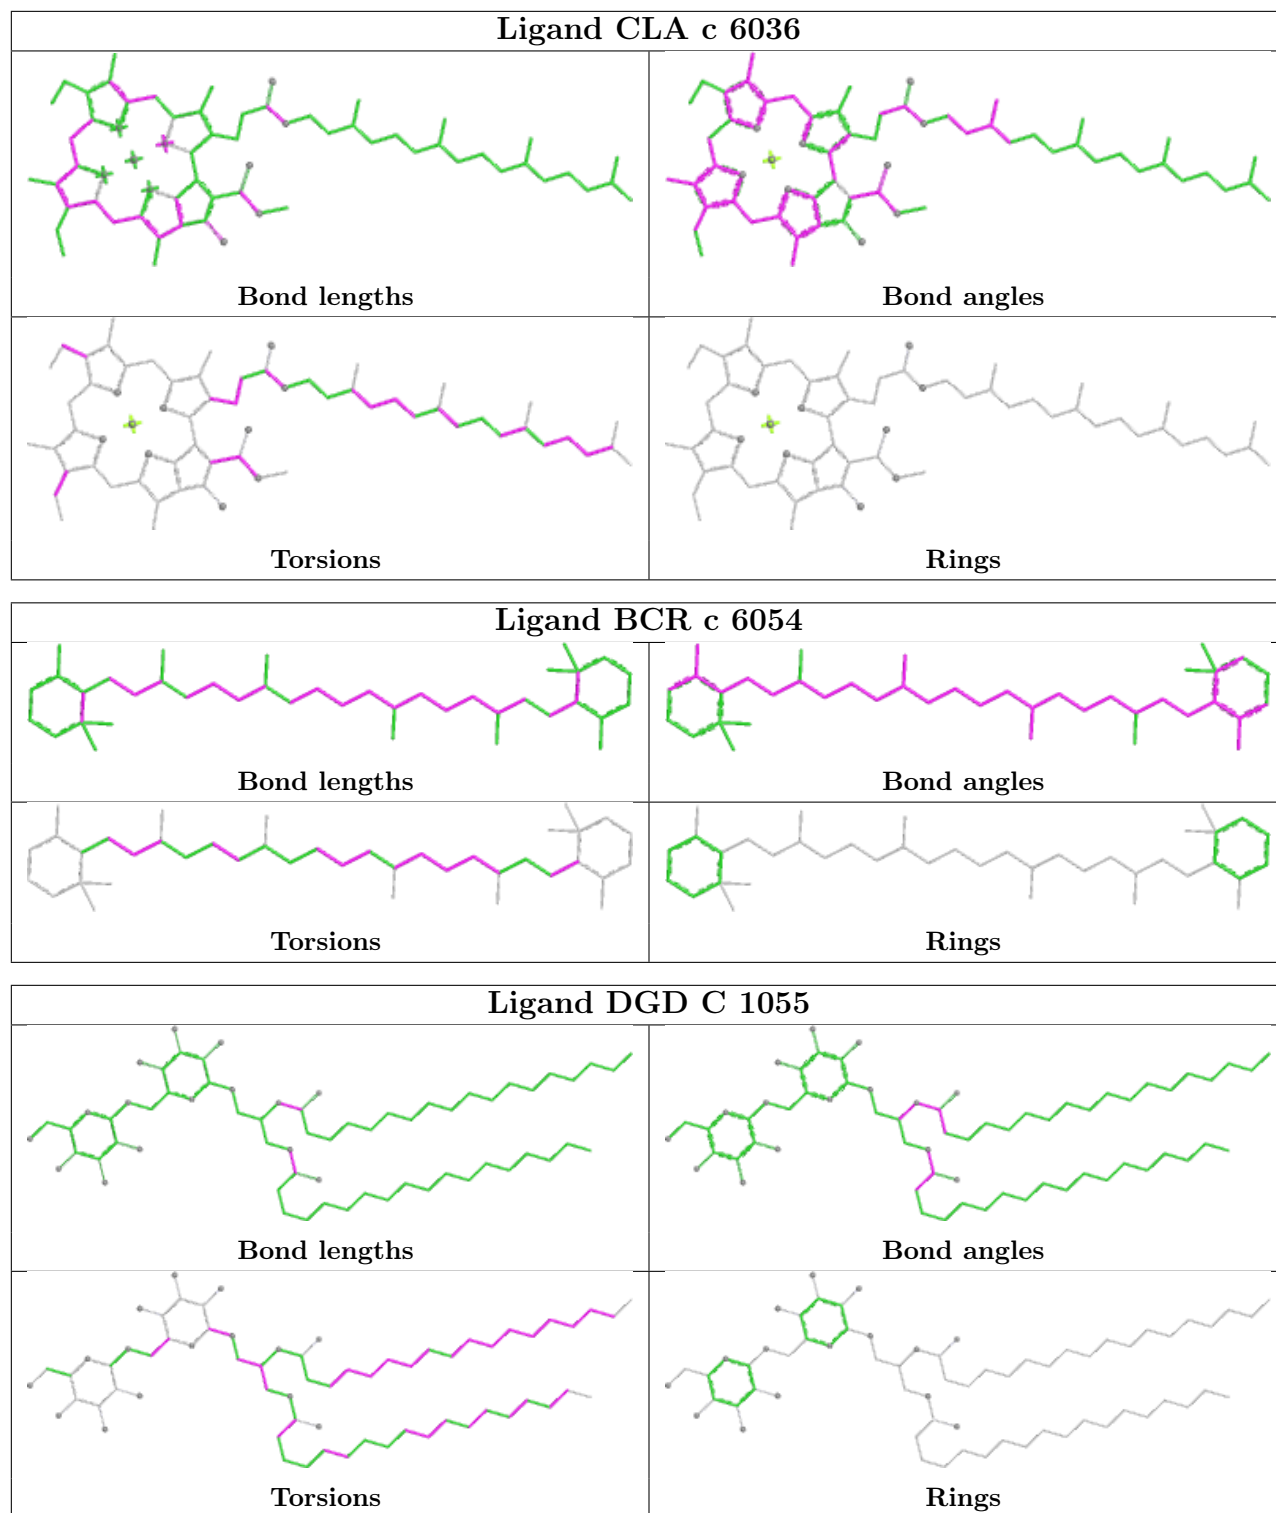 Ligand CLA c 6036
Bond lengths
Bond angles
Torsions
Rings
Ligand BCR c 6054
Bond lengths
Bond angles
Torsions
Rings
Ligand DGD C 1055
Bond lengths
Bond angles
Torsions
Rings